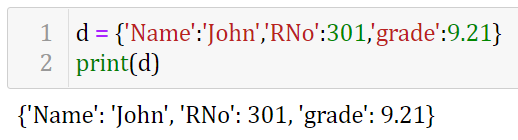 1 d = {'Name':'John','RNo':301,'grade':9.21}
2 print(d)
{'Name': 'John', 'RNo': 301, 'grade': 9.21}